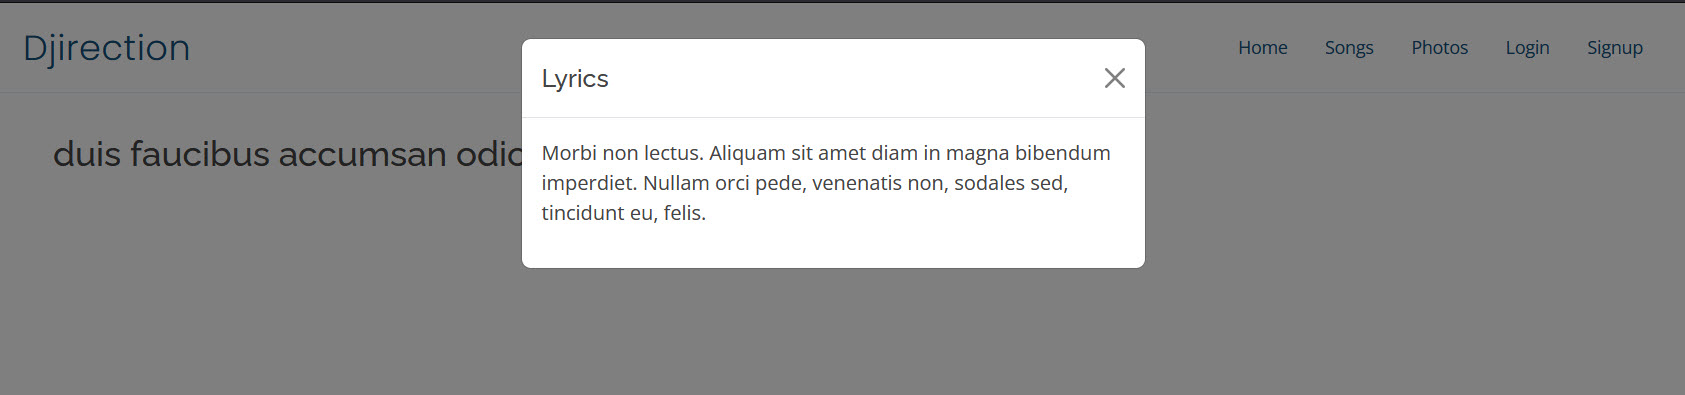 Djirection
Home Songs Photos Login Signup
Lyrics
duis faucibus accumsan
Morbi non lectus. Aliquam sit amet diam in magna bibendum
imperdiet. Nullam orci pede, venenatis non, sodales sed,
tincidunt eu, felis.